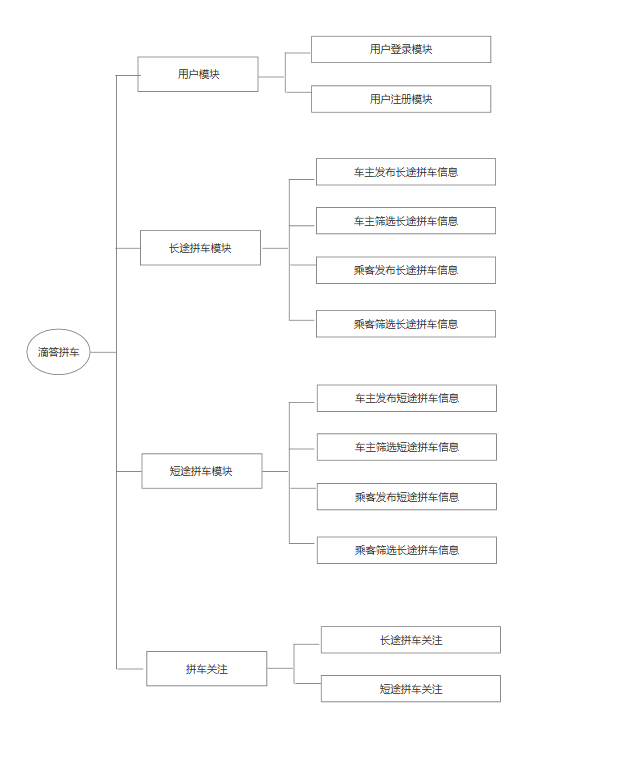 用户登录模块
用户模块
用户注册模块
车主发布长途拼车信息
车主筛选长途拼车信息
长途拼车模块
乘客发布长途拼车信息
乘客筛选长途拼车信息
滴答拼车
车主发布短途拼车信息
车主筛选短途拼车信息
短途拼车模块
乘客发布短途拼车信息
乘客筛选长途拼车信息
长途拼车关注
拼车关注
短途拼车关注